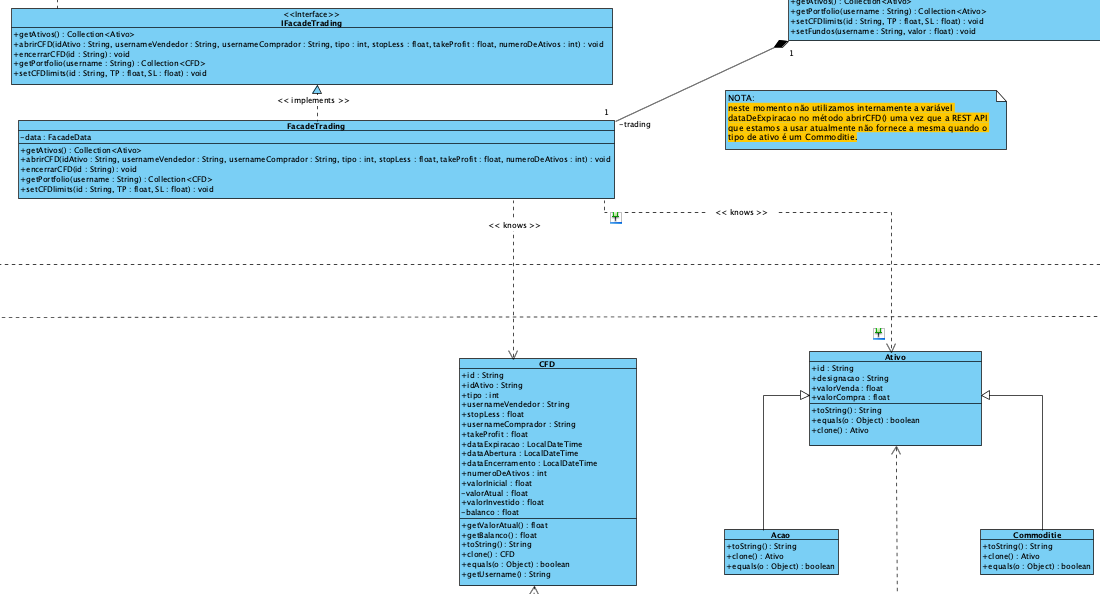 <<Interface>>
IFacadeTrading
+getAtivos() : Collection<Ativo>
+abrirCFD(idAtivo : String, usernameVendedor : String, usernameComprador : String, tipo : int, stopLess : float, takeProfit : float, numeroDeAtivos : int) : void
+encerrarCFD(id : String) : void
+getPortfolio(username : String) : Collection<CFD>
+setCFDlimits(id : String, TP : float, SL : float) : void
+getAtivos() : Collection<Ativo>
+getPortfolio(username : String) : Collection<Ativo>
+setCFDlimits(id : String, TP : float, SL : float) : void
+setFundos(username : String, valor : float) : void
1
<< implements >>
1
-trading
NOTA:
neste momento não utilizamos internamente a variável
dataDeExpiracao no método abrirCFD() uma vez que a REST API
que estamos a usar atualmente não fornece a mesma quando o
tipo de ativo é um Commoditie.
FacadeTrading
-data : FacadeData
+getAtivos() : Collection<Ativo>
+abrirCFD(idAtivo : String, usernameVendedor : String, usernameComprador : String, tipo : int, stopLess : float, takeProfit : float, numeroDeAtivos : int) : void
+encerrarCFD(id : String) : void
+getPortfolio(username : String) : Collection<CFD>
+setCFDlimits(id : String, TP : float, SL : float) : void
<< knows >>
<< knows >>
CFD
+id : String
+idAtivo : String
+tipo : int
+usernameVendedor : String
+stopLess : float
+usernameComprador : String
+takeProfit : float
+dataExpiracao : LocalDateTime
+dataAbertura : LocalDateTime
+dataEncerramento : LocalDateTime
+numeroDeAtivos : int
+valorInicial : float
-valorAtual : float
+valorInvestido : float
-balanco : float
+getValorAtual() : float
+getBalanco() : float
+toString() : String
+clone() : CFD
+equals(o : Object) : boolean
+getUsername() : String
Ativo
+id : String
+designacao : String
+valorVenda : float
+valorCompra : float
+toString() : String
+equals(o : Object) : boolean
+clone() : Ativo
Acao
+toString() : String
+clone() : Ativo
+equals(o : Object) : boolean
Commoditie
+toString() : String
+clone() : Ativo
+equals(o : Object) : boolean